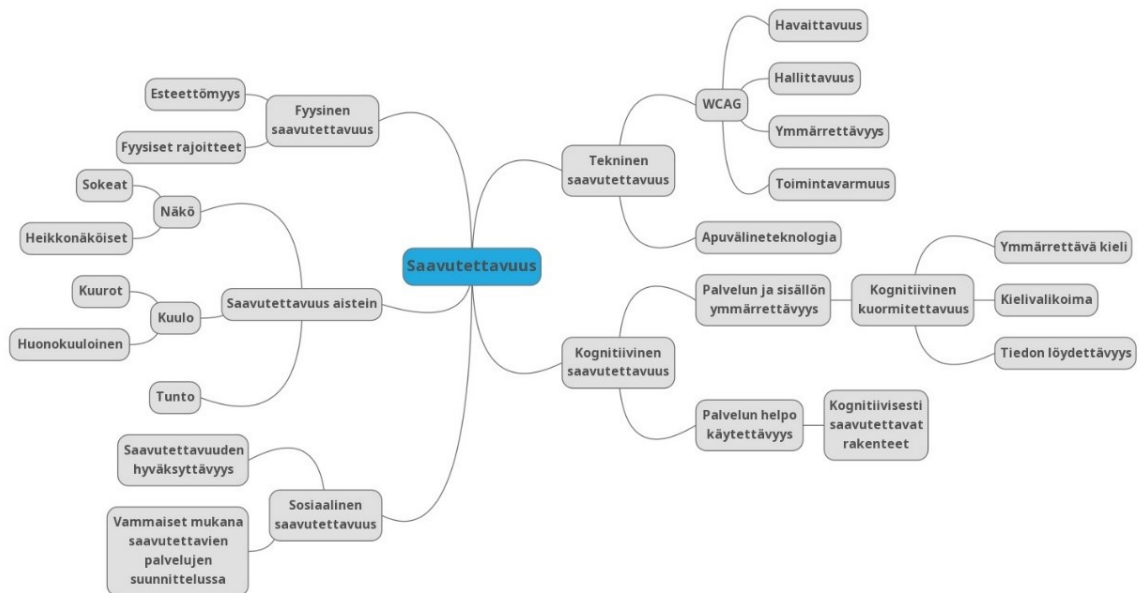 Saavutettavuus
Fyysinen
saavutettavuus
Esteettömyys
Fyysiset rajoitteet
Saavutettavuus aistein
Näkö
Sokeat
Heikkonäköiset
Kuulo
Kuurot
Huonokuuloinen
Tunto
Sosiaalinen
saavutettavuus
Saavutettavuuden
hyväksyttävyys
Vammaiset mukana
saavutettavien
palvelujen
suunnittelussa
Tekninen
saavutettavuus
WCAG
Havaittavuus
Hallittavuus
Ymmärrettävyys
Toimintavarmuus
Apuvälineteknologia
Kognitiivinen
saavutettavuus
Palvelun ja sisällön
ymmärrettävyys
Kognitiivinen
kuormitettavuus
Ymmärrettävä kieli
Kielivalikoima
Tiedon löydettävyys
Palvelun helpo
käytettävyys
Kognitiivisesti
saavutettavat
rakenteet